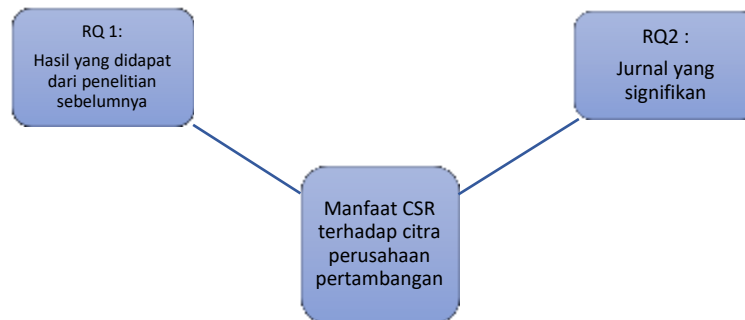 RQ 1:
Hasil yang didapat
dari penelitian
sebelumnya
RQ2 :
Jurnal yang
signifikan
Manfaat CSR
terhadap citra
perusahaan
pertambangan